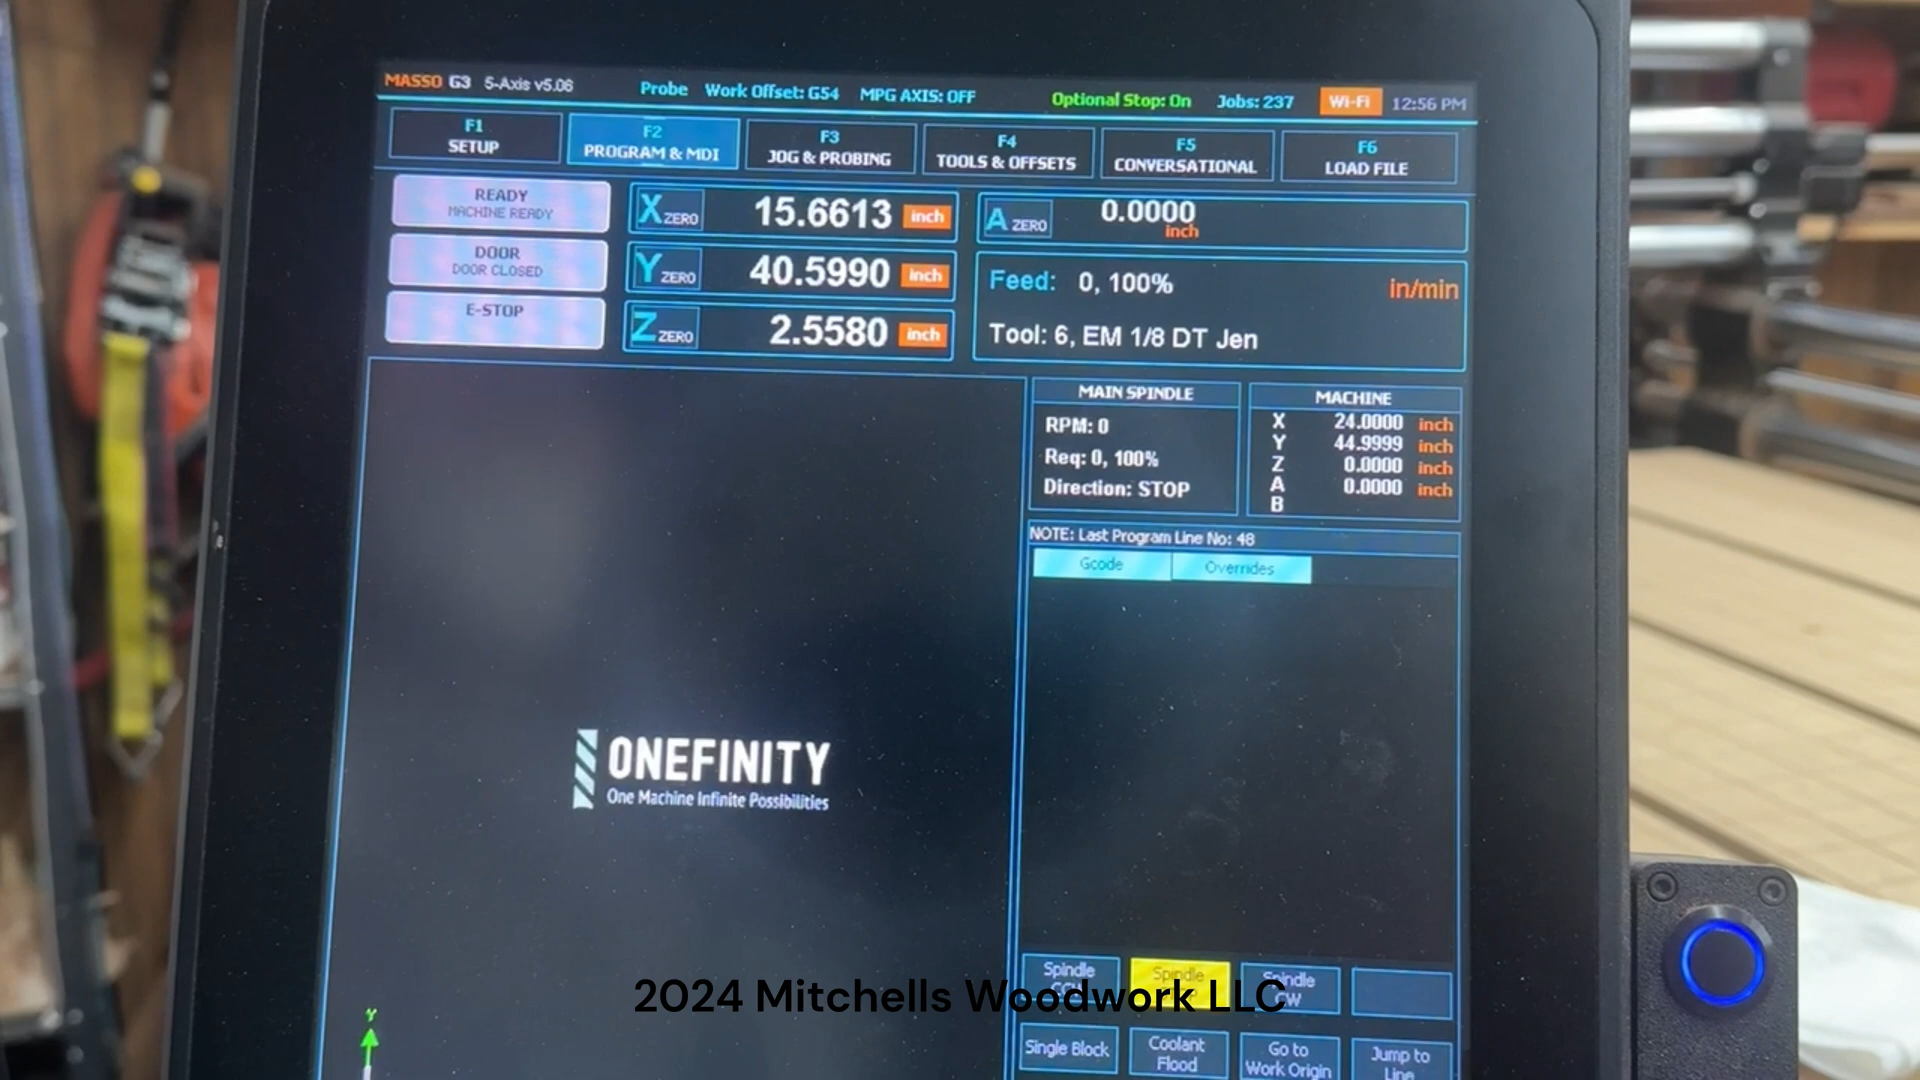 MASSO G3 5-Axis v5.06 Probe Work Offset: G54 MPG AXIS: OFF Optional Stop: On Jobs: 237 Wi-Fi 12:56 PM
F1 F2 F3 F4 F5 F6
SETUP PROGRAM & MDI JOG & PROBING TOOLS & OFFSETS CONVERSATIONAL LOAD FILE
READY
MACHINE READY
DOOR
DOOR CLOSED
E-STOP
X ZERO 15.6613 inch
Y ZERO 40.5990 inch
Z ZERO 2.5580 inch
A ZERO 0.0000 inch
Feed: 0, 100% in/min
Tool: 6, EM 1/8 DT Jen
MAIN SPINDLE
RPM: 0
Req: 0, 100%
Direction: STOP
MACHINE
X 24.0000 inch
Y 44.9999 inch
Z 0.0000 inch
A 0.0000 inch
B
NOTE: Last Program Line No: 48
Gcode Overrides
ONEFINITY
One Machine Infinite Possibilities
Spindle Spindle Spindle
CW
2024 Mitchells Woodwork LLC
Y
Single Block
Coolant
Flood
Go to
Work Origin
Jump to
Line